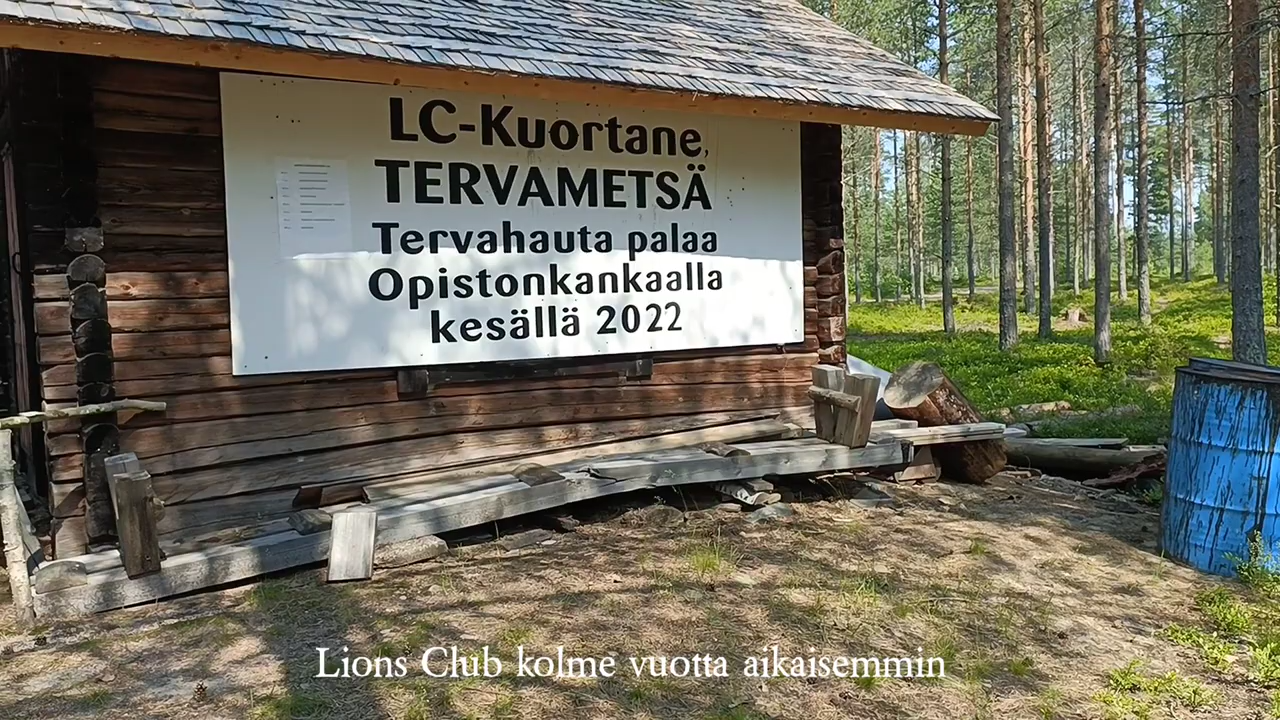 LC-Kuortane,
TERVAMETSÄ
Tervahauta palaa
Opistonkankaalla
kesällä 2022
Lions Club kolme vuotta aikaisemmin